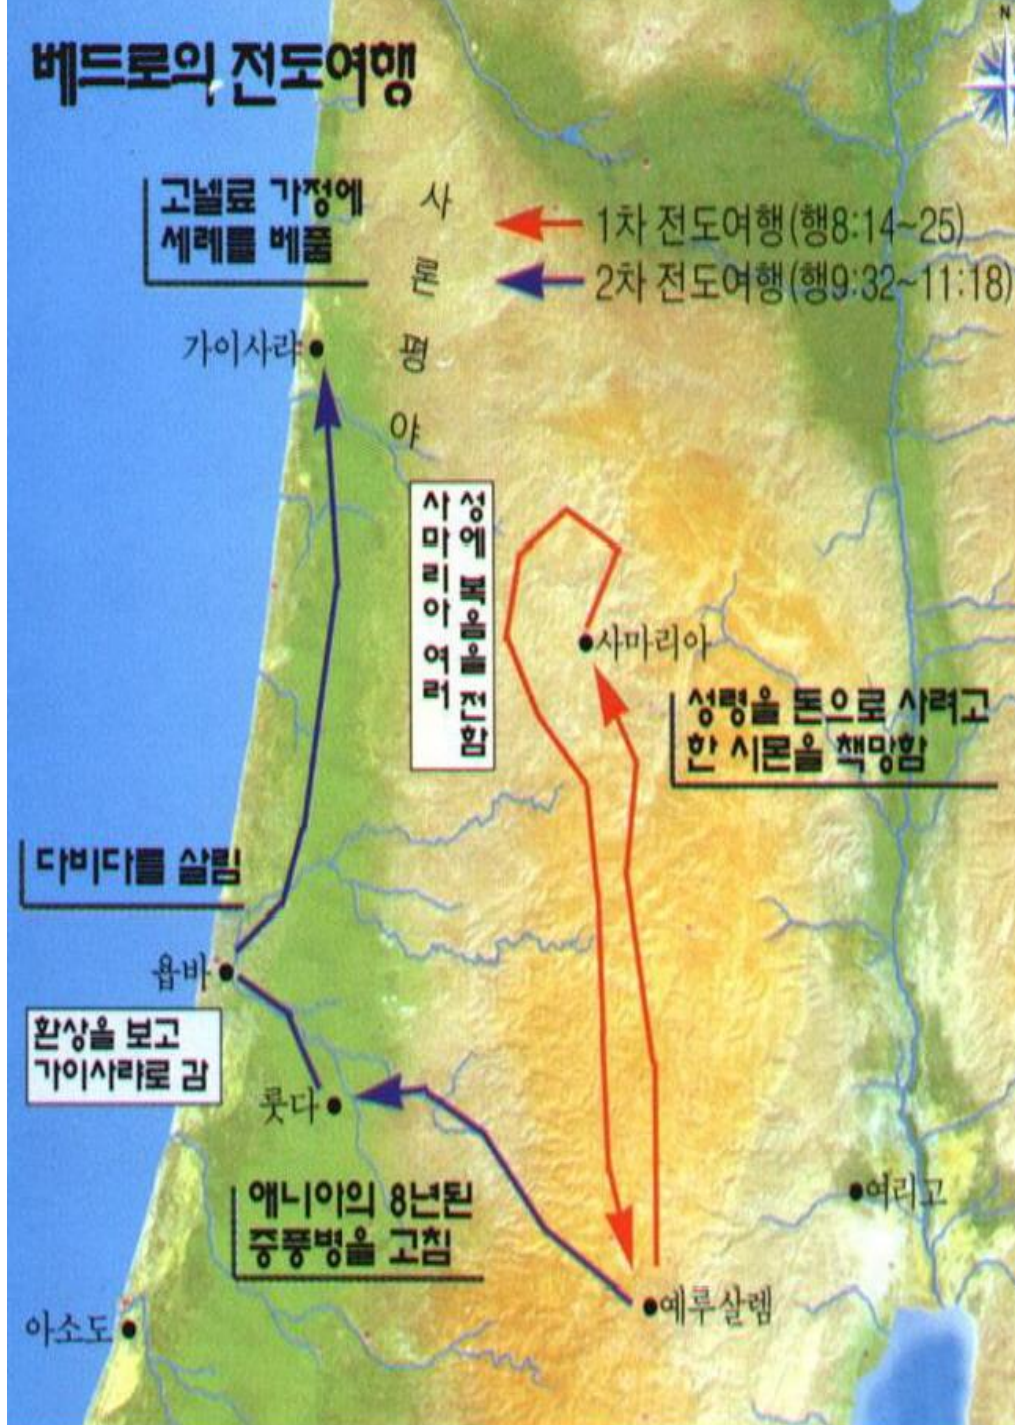 베드로의 전도여행
N
고넬료 가정에
세례를 베품
사
론
평
야
1차 전도여행(행8:14~25)
2차 전도여행(행9:32~11:18)
가이사랴
사마리아 여러
성에 복음을 전함
사마리아
성령을 돈으로 사려고
한 시몬을 책망함
다비다를 살림
욥바
환상을 보고
가이사랴로 감
룻다
애니아의 8년된
중풍병을 고침
여리고
예루살렘
아소도